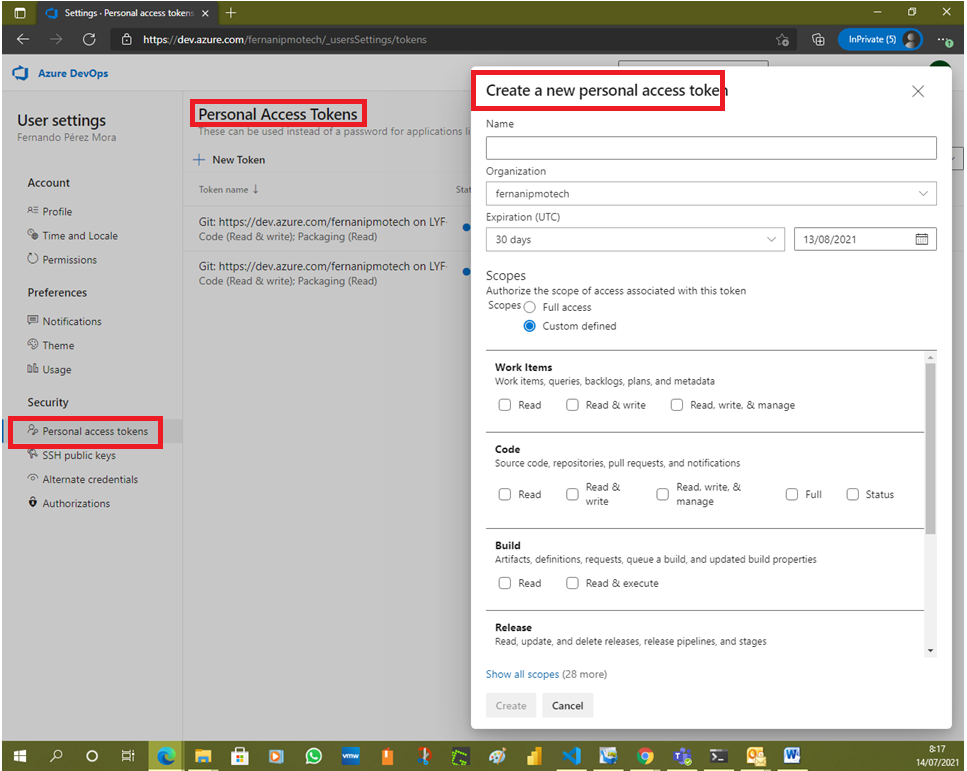 Settings · Personal access tokens
https://dev.azure.com/fernanipmotech/_usersSettings/tokens
InPrivate (5)
Azure DevOps
User settings
Fernando Pérez Mora
Account
Profile
Time and Locale
Permissions
Preferences
Notifications
Theme
Usage
Security
Personal access tokens
SSH public keys
Alternate credentials
Authorizations
Personal Access Tokens
These can be used instead of a password for applications li
New Token
Token name ↓
Stat
Git: https://dev.azure.com/fernanipmotech on LYF-
Code (Read & write); Packaging (Read)
Git: https://dev.azure.com/fernanipmotech on LYF-
Code (Read & write); Packaging (Read)
Create a new personal access token
Name
Organization
fernanipmotech
Expiration (UTC)
30 days
13/08/2021
Scopes
Authorize the scope of access associated with this token
Scopes Full access
Custom defined
Work Items
Work items, queries, backlogs, plans, and metadata
Read Read & write Read, write, & manage
Code
Source code, repositories, pull requests, and notifications
Read Read & write Read, write, & manage Full Status
Build
Artifacts, definitions, requests, queue a build, and updated build properties
Read Read & execute
Release
Read, update, and delete releases, release pipelines, and stages
Show all scopes (28 more)
Create Cancel
vmw
8:17
14/07/2021